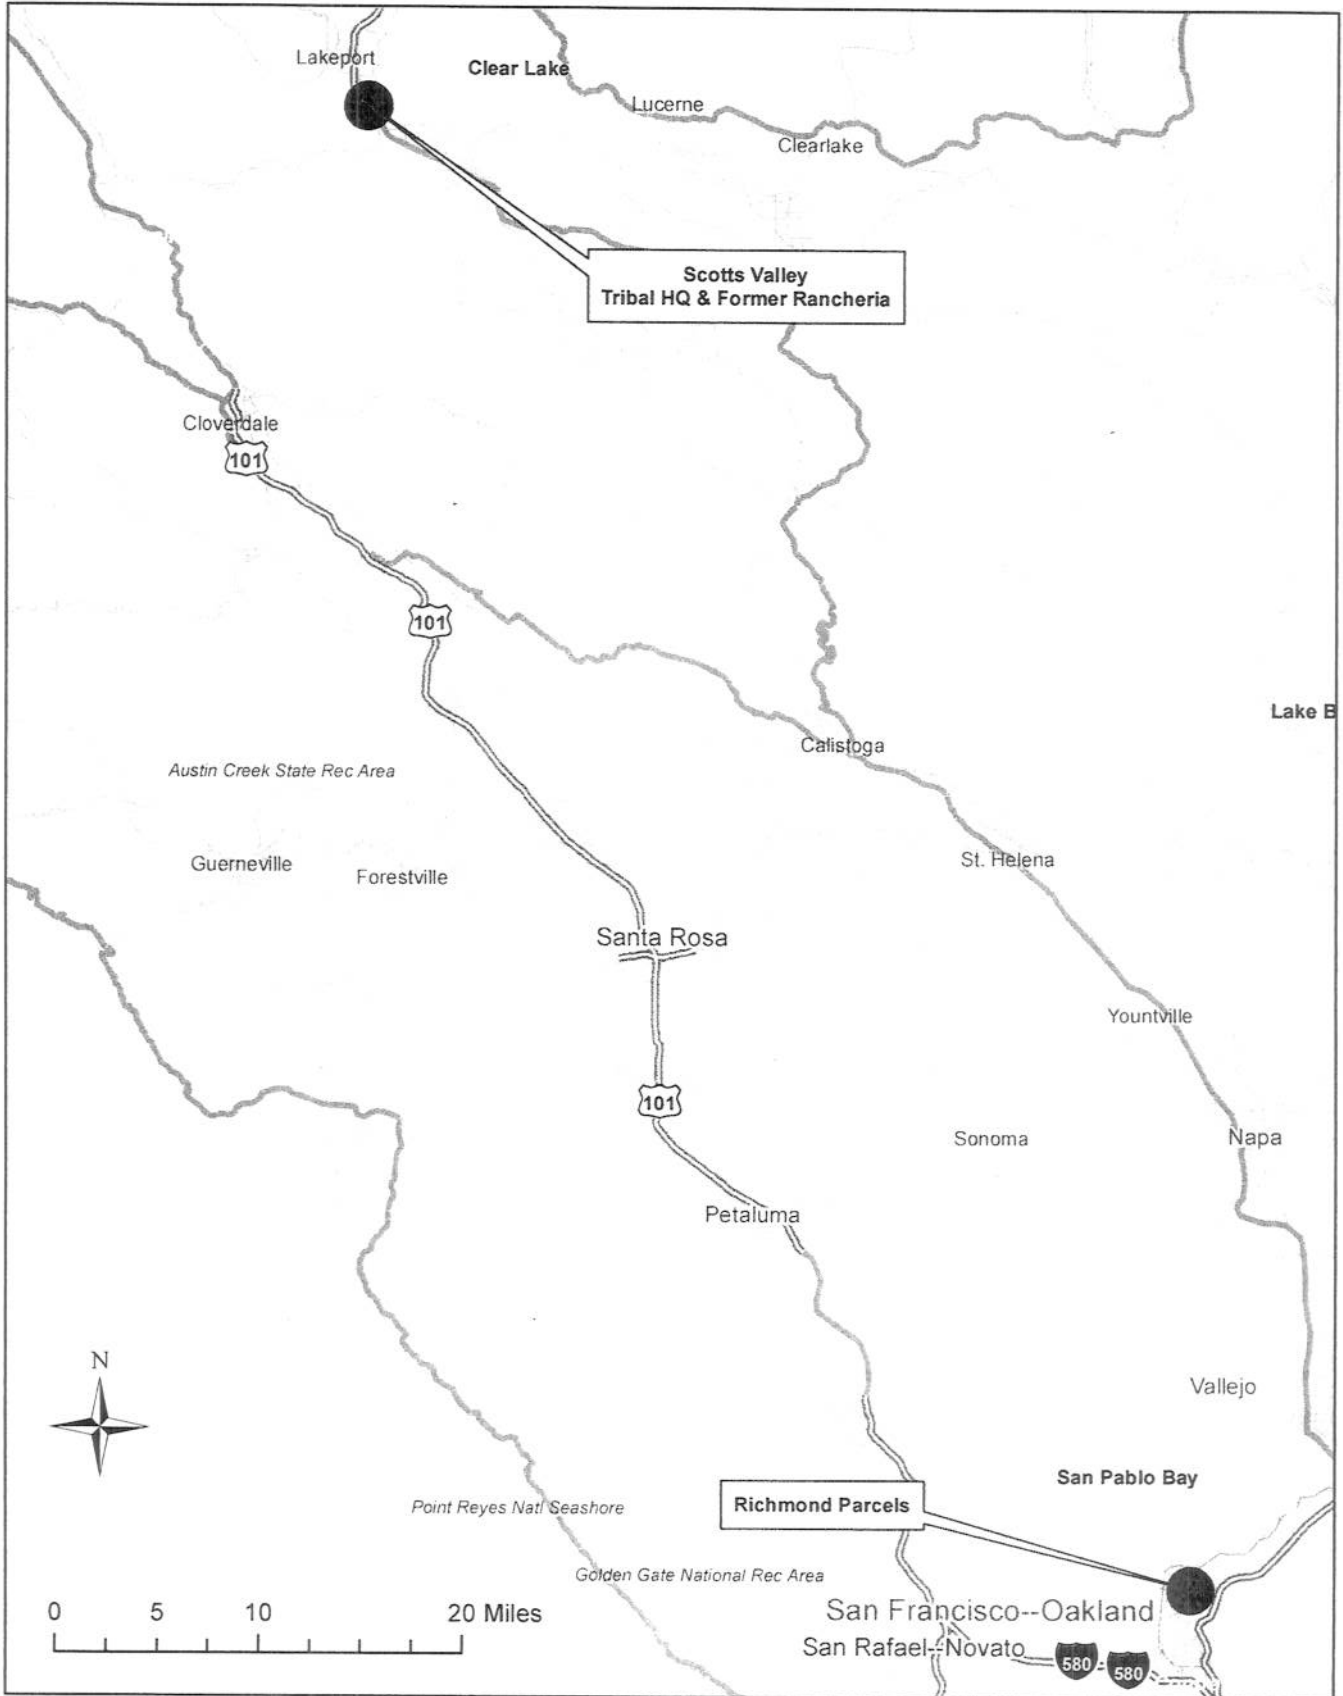 Lakeport
Clear Lake
Lucerne
Clearlake
Scotts Valley
Tribal HQ & Former Rancheria
Cloverdale
101
101
Lake B
Calistoga
Austin Creek State Rec Area
St. Helena
Guerneville
Forestville
Santa Rosa
Yountville
101
Sonoma
Napa
Petaluma
N
Vallejo
San Pablo Bay
Richmond Parcels
Point Reyes Natl Seashore
Golden Gate National Rec Area
0 5 10 20 Miles
San Francisco--Oakland
San Rafael--Novato
580
580